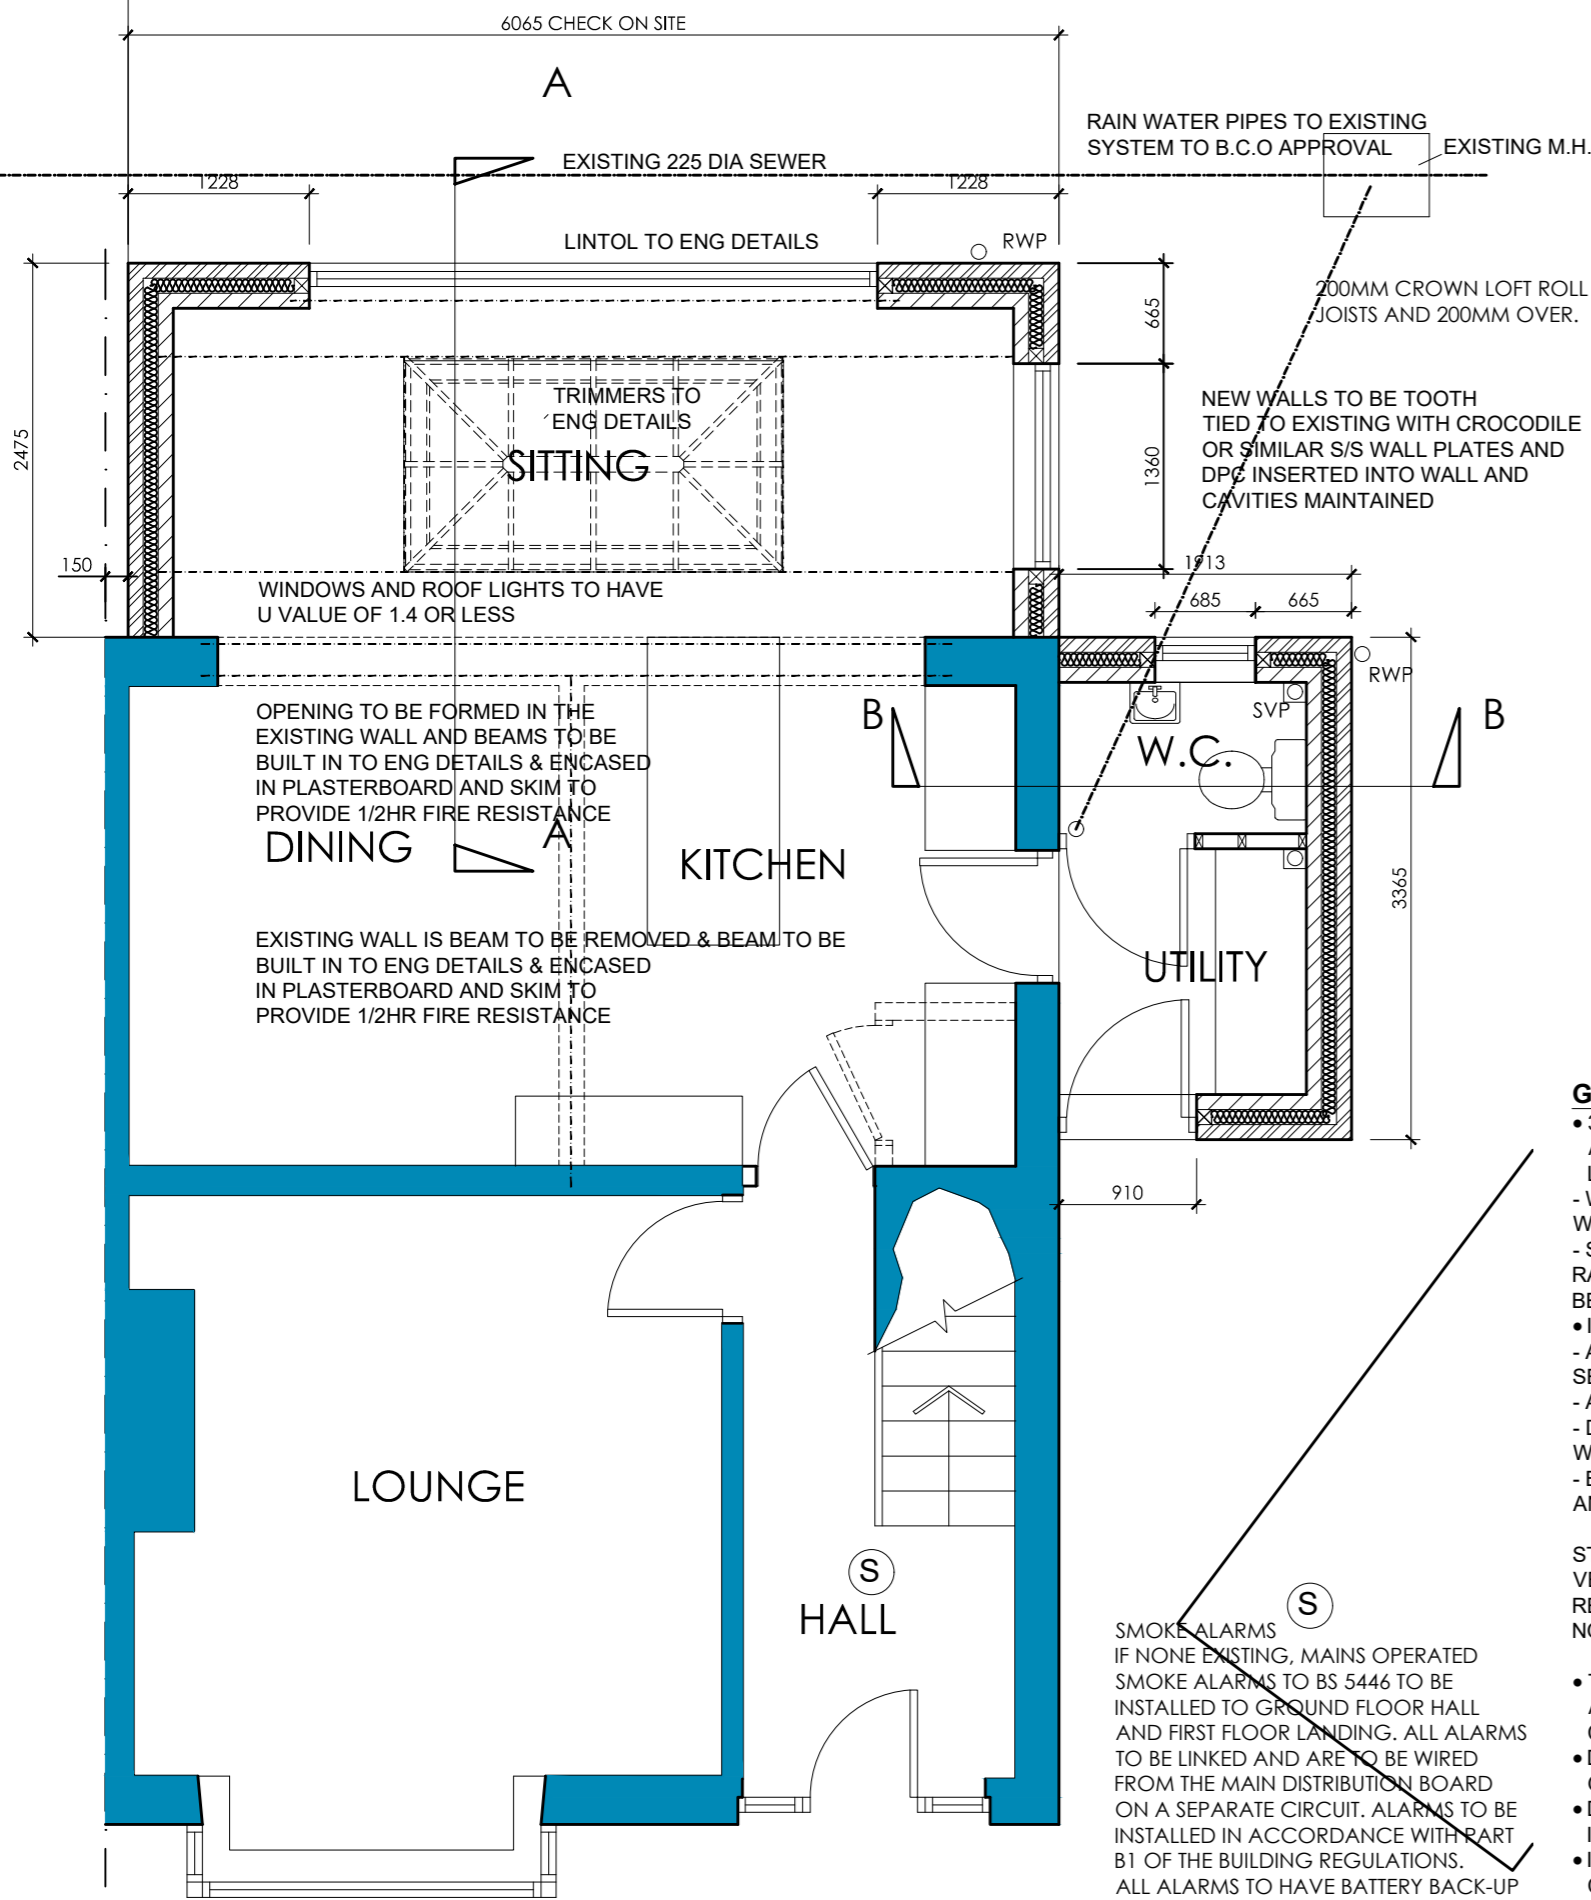 6065 CHECK ON SITE
A
RAIN WATER PIPES TO EXISTING
SYSTEM TO B.C.O APPROVAL
EXISTING M.H.
EXISTING 225 DIA SEWER
1228
1228
LINTOL TO ENG DETAILS
RWP
200MM CROWN LOFT ROLL
JOISTS AND 200MM OVER.
665
2475
TRIMMERS TO
ENG DETAILS
SITTING
NEW WALLS TO BE TOOTH
TIED TO EXISTING WITH CROCODILE
OR SIMILAR S/S WALL PLATES AND
DPC INSERTED INTO WALL AND
CAVITIES MAINTAINED
1360
150
WINDOWS AND ROOF LIGHTS TO HAVE
U VALUE OF 1.4 OR LESS
1913
685
665
RWP
SVP
W.C.
B
B
OPENING TO BE FORMED IN THE
EXISTING WALL AND BEAMS TO BE
BUILT IN TO ENG DETAILS & ENCASED
IN PLASTERBOARD AND SKIM TO
PROVIDE 1/2HR FIRE RESISTANCE
DINING
A
KITCHEN
3365
EXISTING WALL IS BEAM TO BE REMOVED & BEAM TO BE
BUILT IN TO ENG DETAILS & ENCASED
IN PLASTERBOARD AND SKIM TO
PROVIDE 1/2HR FIRE RESISTANCE
UTILITY
910
LOUNGE
S
HALL
S
SMOKE ALARMS
IF NONE EXISTING, MAINS OPERATED
SMOKE ALARMS TO BS 5446 TO BE
INSTALLED TO GROUND FLOOR HALL
AND FIRST FLOOR LANDING. ALL ALARMS
TO BE LINKED AND ARE TO BE WIRED
FROM THE MAIN DISTRIBUTION BOARD
ON A SEPARATE CIRCUIT. ALARMS TO BE
INSTALLED IN ACCORDANCE WITH PART
B1 OF THE BUILDING REGULATIONS.
ALL ALARMS TO HAVE BATTERY BACK-UP